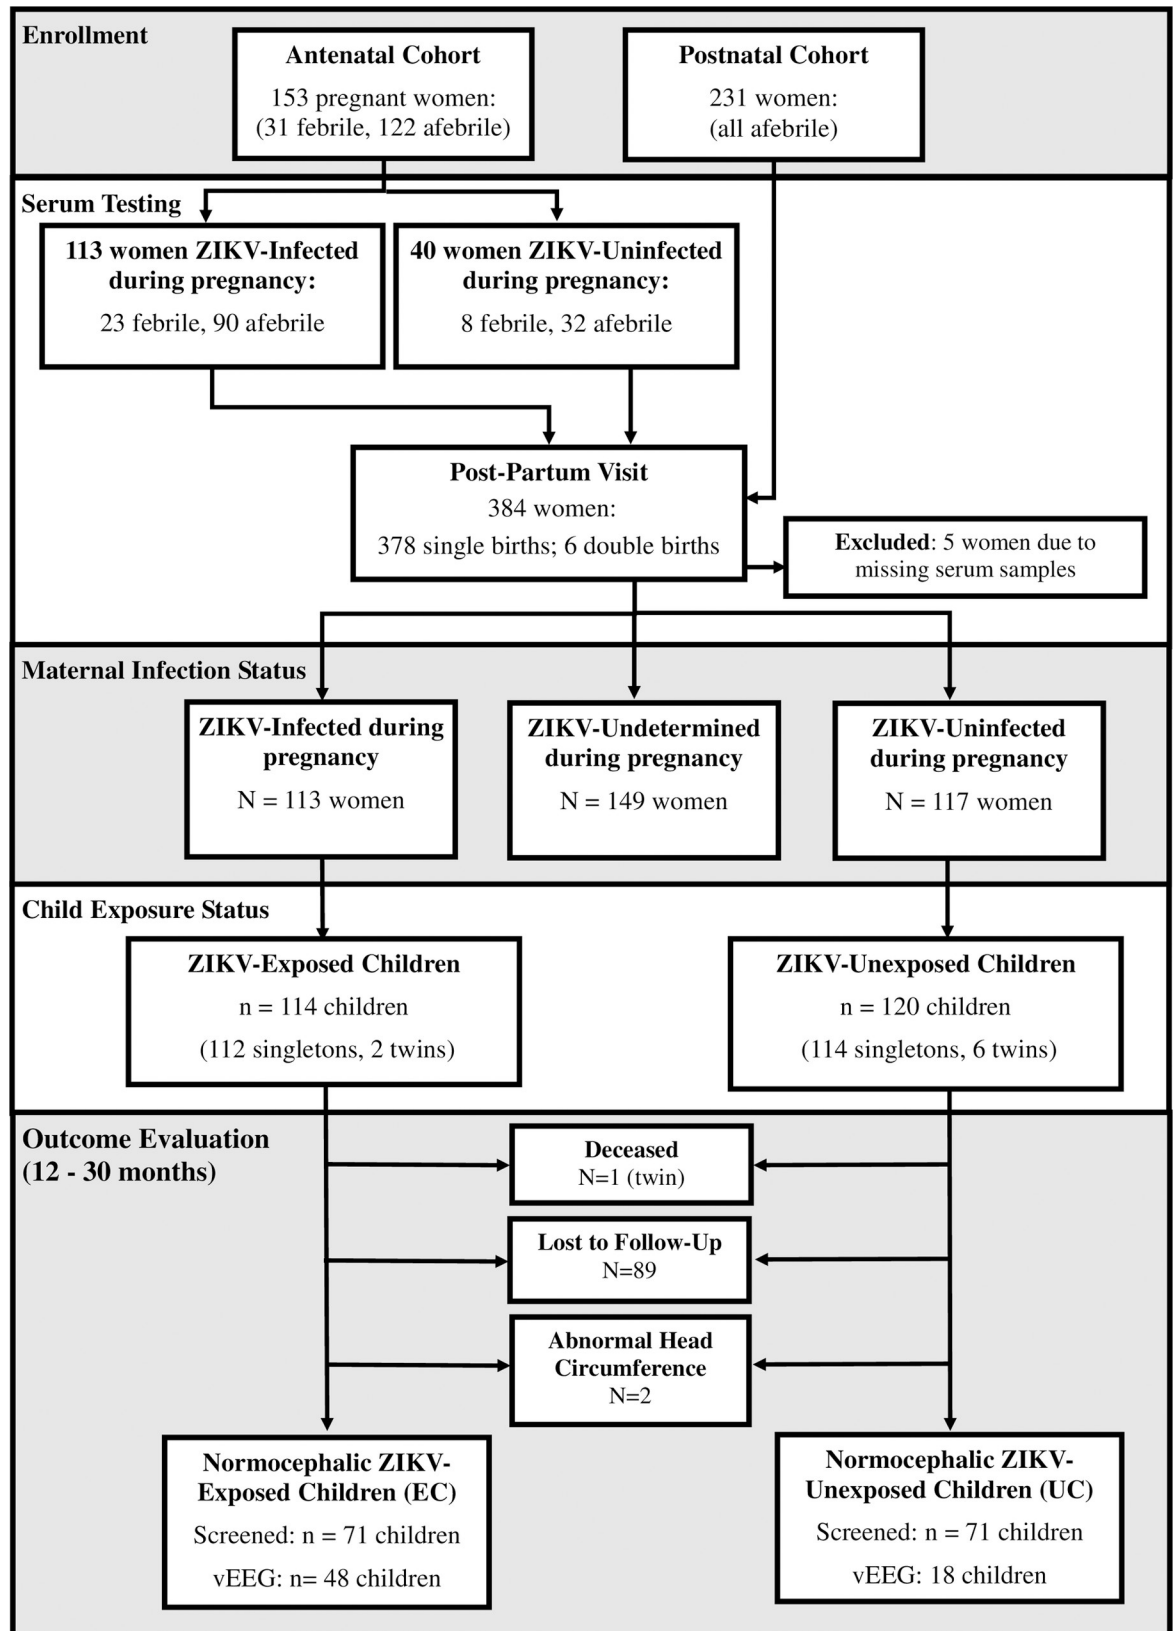 Enrollment
Antenatal Cohort
153 pregnant women:
(31 febrile, 122 afebrile)
Postnatal Cohort
231 women:
(all afebrile)
Serum Testing
113 women ZIKV-Infected
during pregnancy:
23 febrile, 90 afebrile
40 women ZIKV-Uninfected
during pregnancy:
8 febrile, 32 afebrile
Post-Partum Visit
384 women:
378 single births; 6 double births
Excluded: 5 women due to
missing serum samples
Maternal Infection Status
ZIKV-Infected during
pregnancy
N = 113 women
ZIKV-Undetermined
during pregnancy
N = 149 women
ZIKV-Uninfected
during pregnancy
N = 117 women
Child Exposure Status
ZIKV-Exposed Children
n = 114 children
(112 singletons, 2 twins)
ZIKV-Unexposed Children
n = 120 children
(114 singletons, 6 twins)
Outcome Evaluation
(12 - 30 months)
Deceased
N=1 (twin)
Lost to Follow-Up
N=89
Abnormal Head
Circumference
N=2
Normocephalic ZIKV-
Exposed Children (EC)
Screened: n = 71 children
vEEG: n= 48 children
Normocephalic ZIKV-
Unexposed Children (UC)
Screened: n = 71 children
vEEG: 18 children